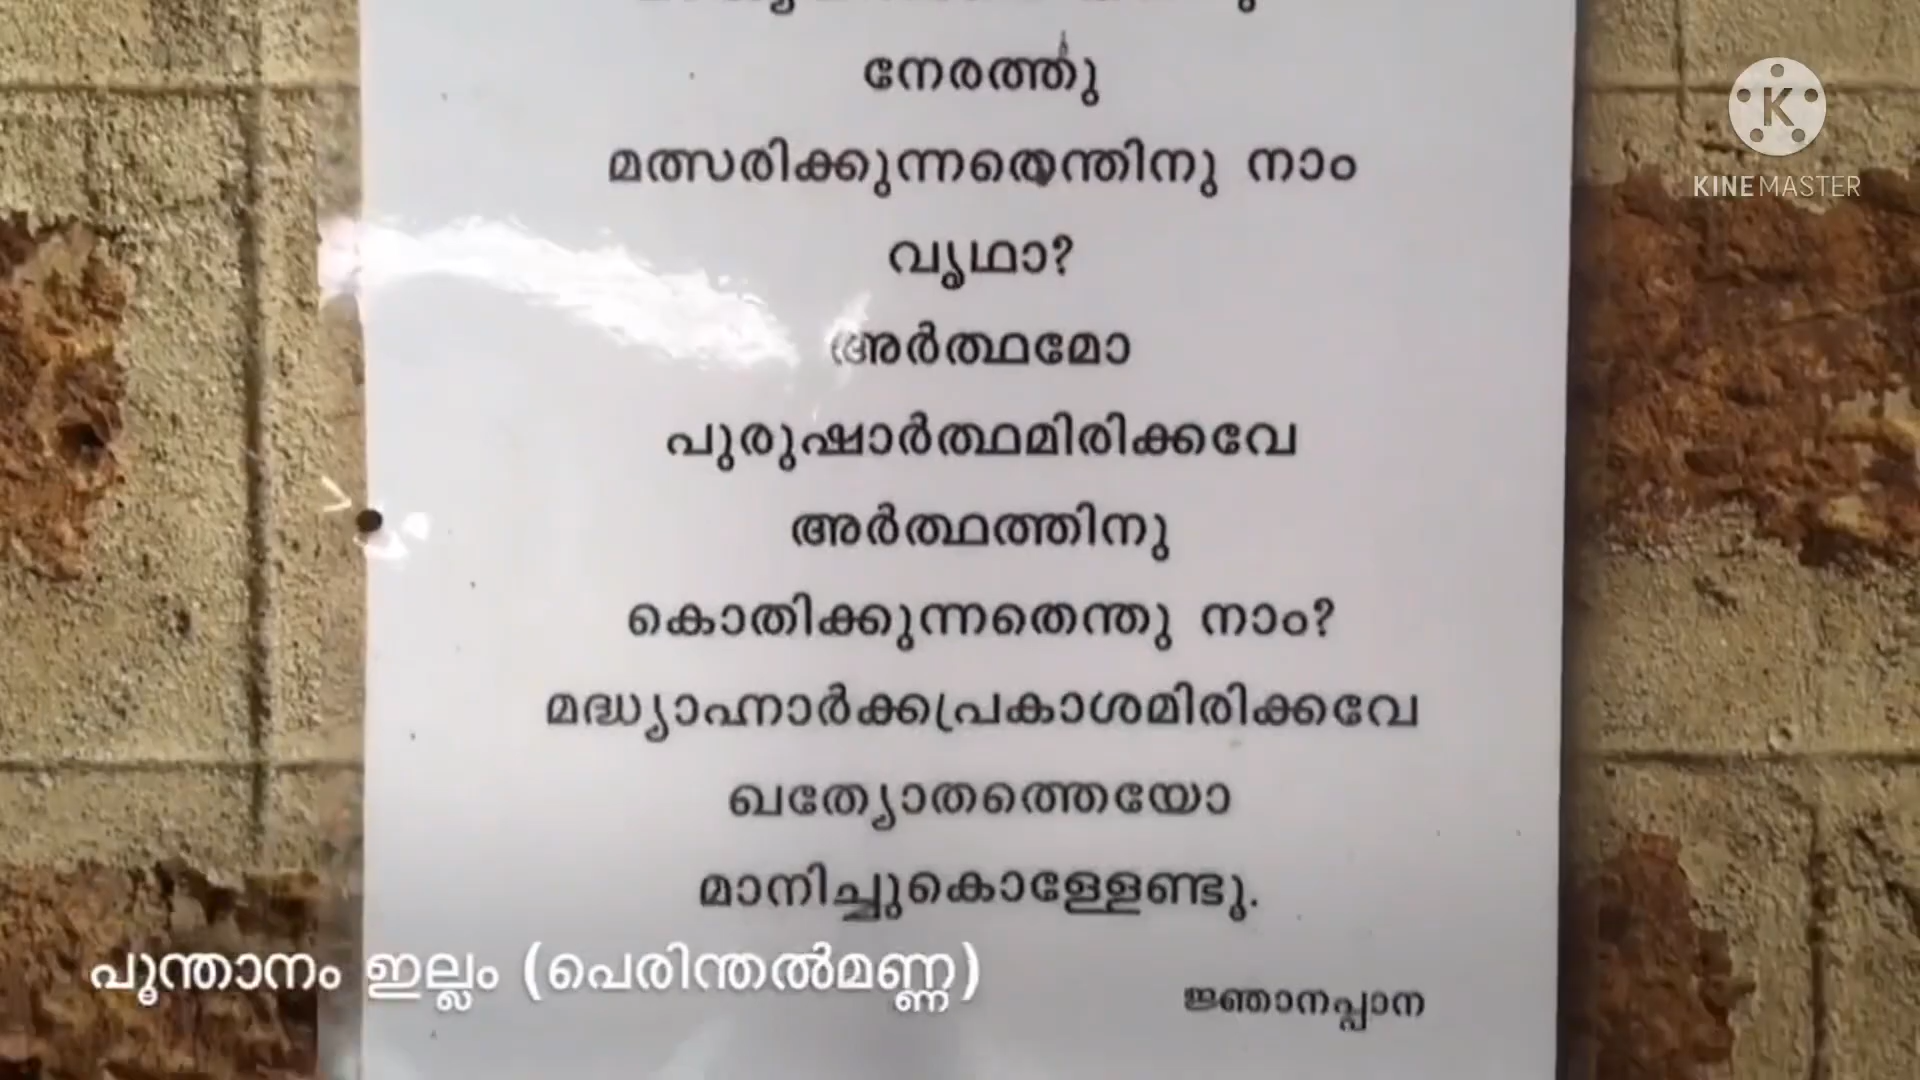 നേരത്തു
മത്സരിക്കുന്നതെന്തിനു നാം
വൃഥാ?
അർത്ഥമോ
പുരുഷാർത്ഥമിരിക്കവേ
അർത്ഥത്തിനു
കൊതിക്കുന്നതെന്തു നാം?
മദ്ധ്യാഹ്നാർക്കപ്രകാശമിരിക്കവേ
ഖത്യോതത്തെയോ
മാനിച്ചുകൊള്ളേണ്ടു.
ജ്ഞാനപ്പാന
പൂന്താനം ഇല്ലം (പെരിന്തൽമണ്ണ)
K
KINEMASTER